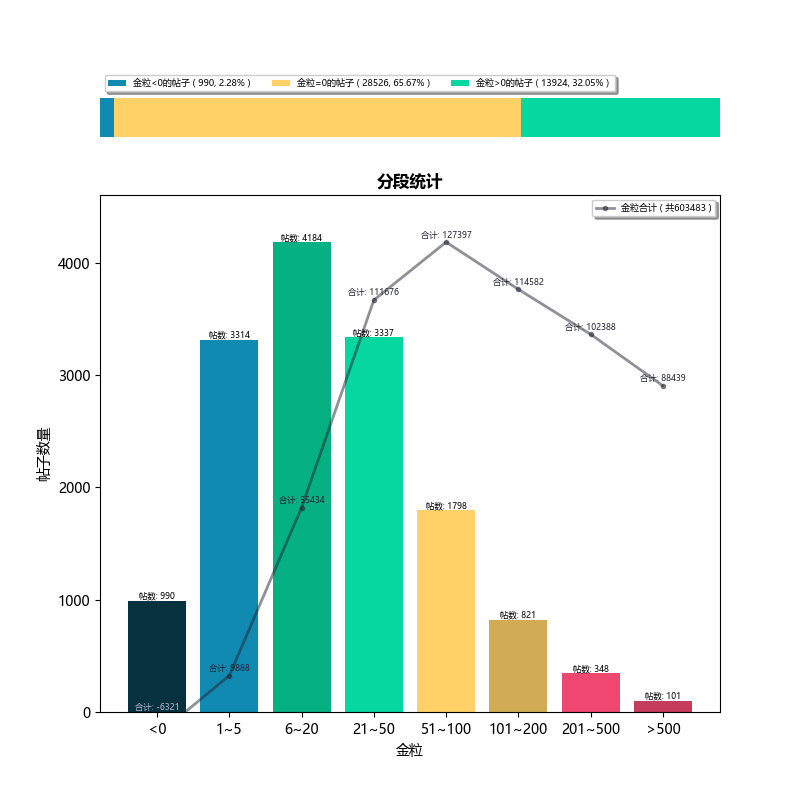 金粒<0的帖子 ( 990, 2.28% )
金粒=0的帖子 ( 28526, 65.67% )
金粒>0的帖子 ( 13924, 32.05% )
分段统计
金粒合计 ( 共603483 )
帖数: 4184
合计: 127397
合计: 114582
合计: 111676
合计: 102388
帖数: 3314
帖数: 3337
合计: 88439
合计: 55434
帖数: 1798
帖数: 990
帖数: 821
合计: 9888
帖数: 348
帖数: 101
合计: -6321
4000
3000
2000
1000
0
帖子数量
<0 1~5 6~20 21~50 51~100 101~200 201~500 >500
金粒